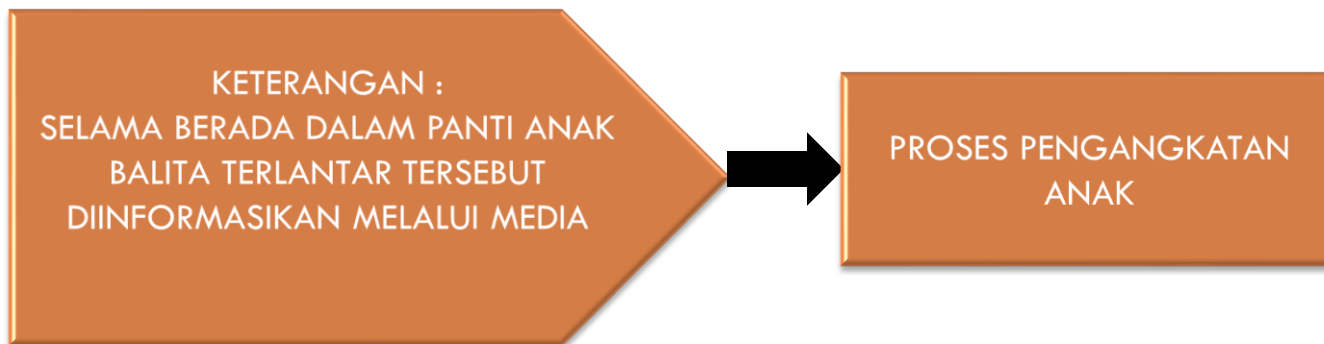 KETERANGAN :
SELAMA BERADA DALAM PANTI ANAK
BALITA TERLANTAR TERSEBUT
DIINFORMASIKAN MELALUI MEDIA
PROSES PENGANGKATAN
ANAK